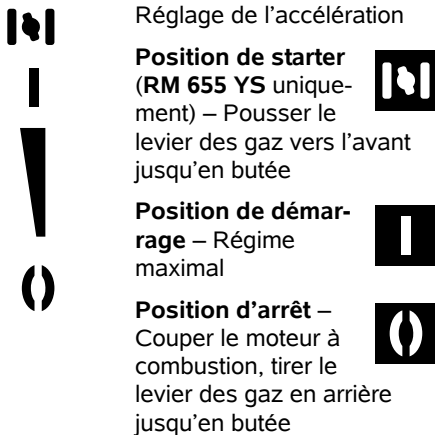 Réglage de l'accélération
Position de starter
(RM 655 YS unique-
ment) – Pousser le
levier des gaz vers l'avant
jusqu'en butée
Position de démar-
rage – Régime
maximal
Position d'arrêt –
Couper le moteur à
combustion, tirer le
levier des gaz en arrière
jusqu'en butée